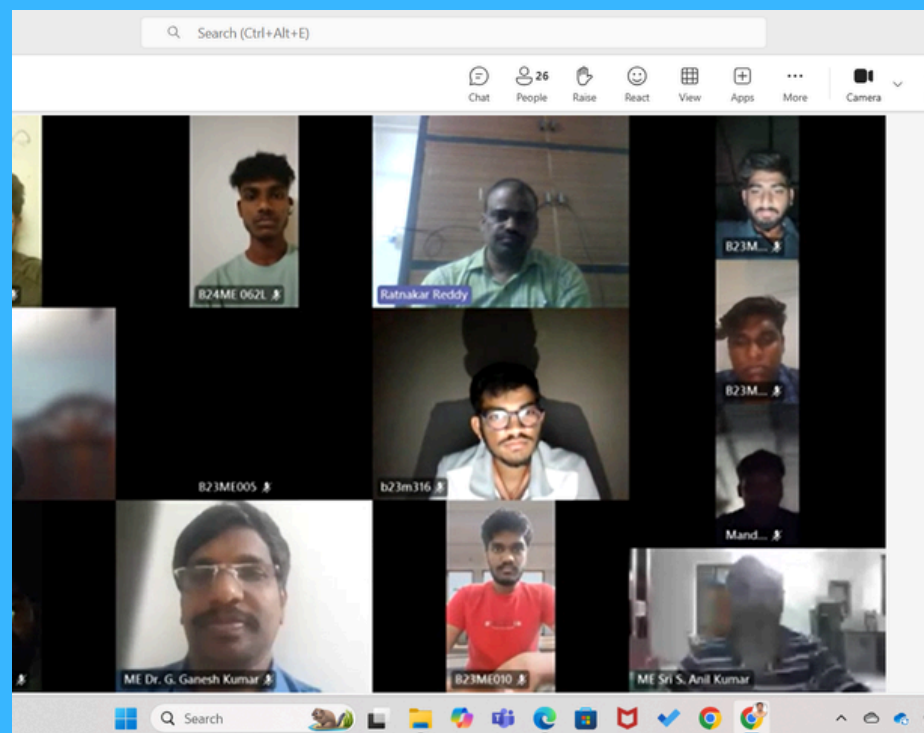 Search (Ctrl+Alt+E)
26
Chat
People
Raise
React
View
Apps
More
Camera
B24ME 062L
Ratnakar Reddy
B23M...
B23M...
B23ME005
b23m316
Mand...
ME Dr. G. Ganesh Kumar
B23ME010
ME Sri S. Anil Kumar
Search